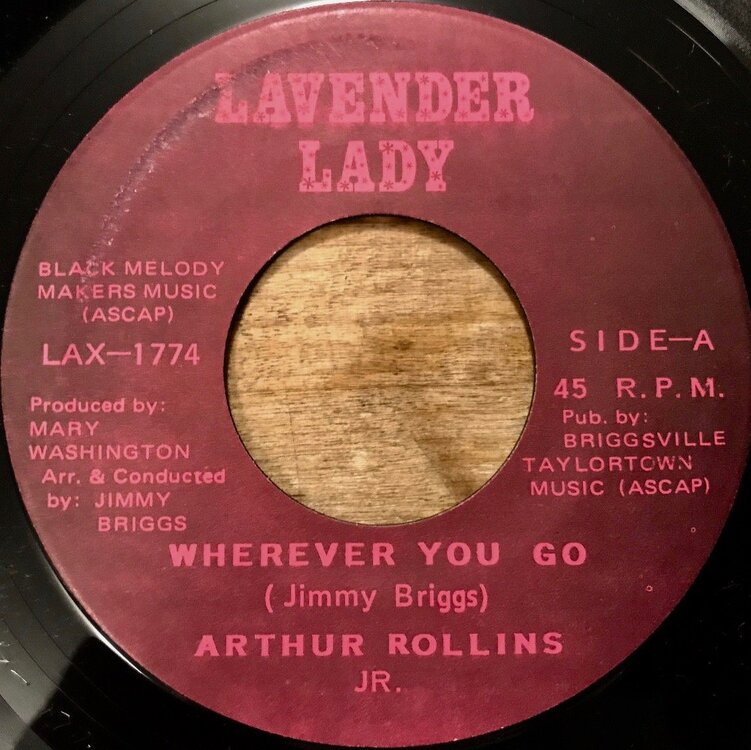 LAVENDER
LADY
BLACK MELODY
MAKERS MUSIC
(ASCAP)
LAX—1774
Produced by:
MARY
WASHINGTON
Arr. & Conducted
by: JIMMY
BRIGGS
SIDE—A
45 R.P.M.
Pub. by:
BRIGGSVILLE
TAYLORTOWN
MUSIC (ASCAP)
WHEREVER YOU GO
(Jimmy Briggs)
ARTHUR ROLLINS
JR.